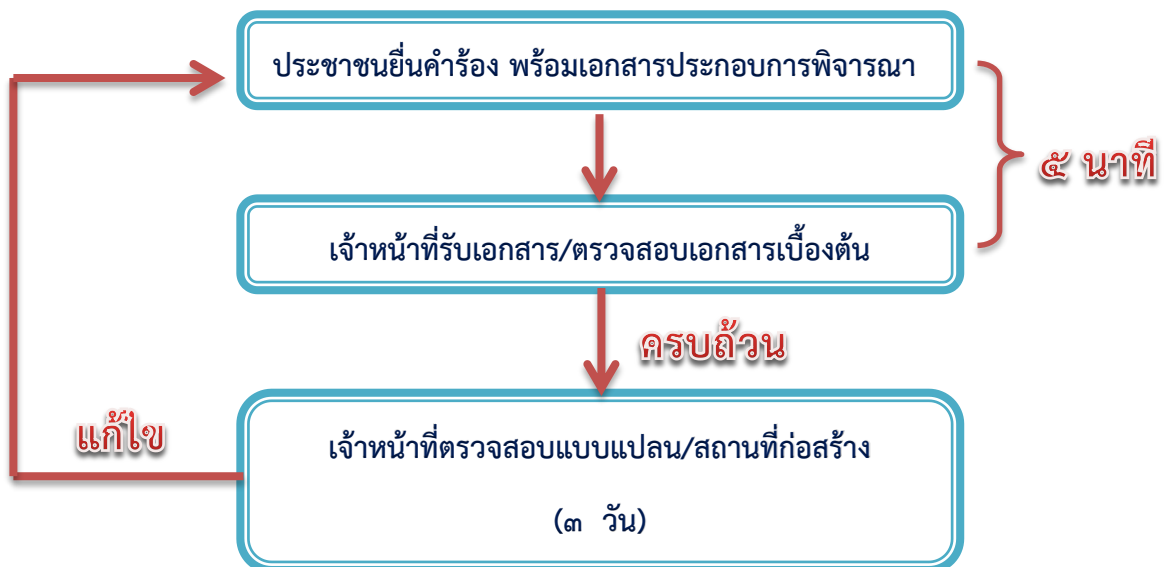 ประชาชนยื่นคำร้อง พร้อมเอกสารประกอบการพิจารณา
๕ นาที
เจ้าหน้าที่รับเอกสาร/ตรวจสอบเอกสารเบื้องต้น
ครบถ้วน
แก้ไข
เจ้าหน้าที่ตรวจสอบแบบแปลน/สถานที่ก่อสร้าง
(๓ วัน)